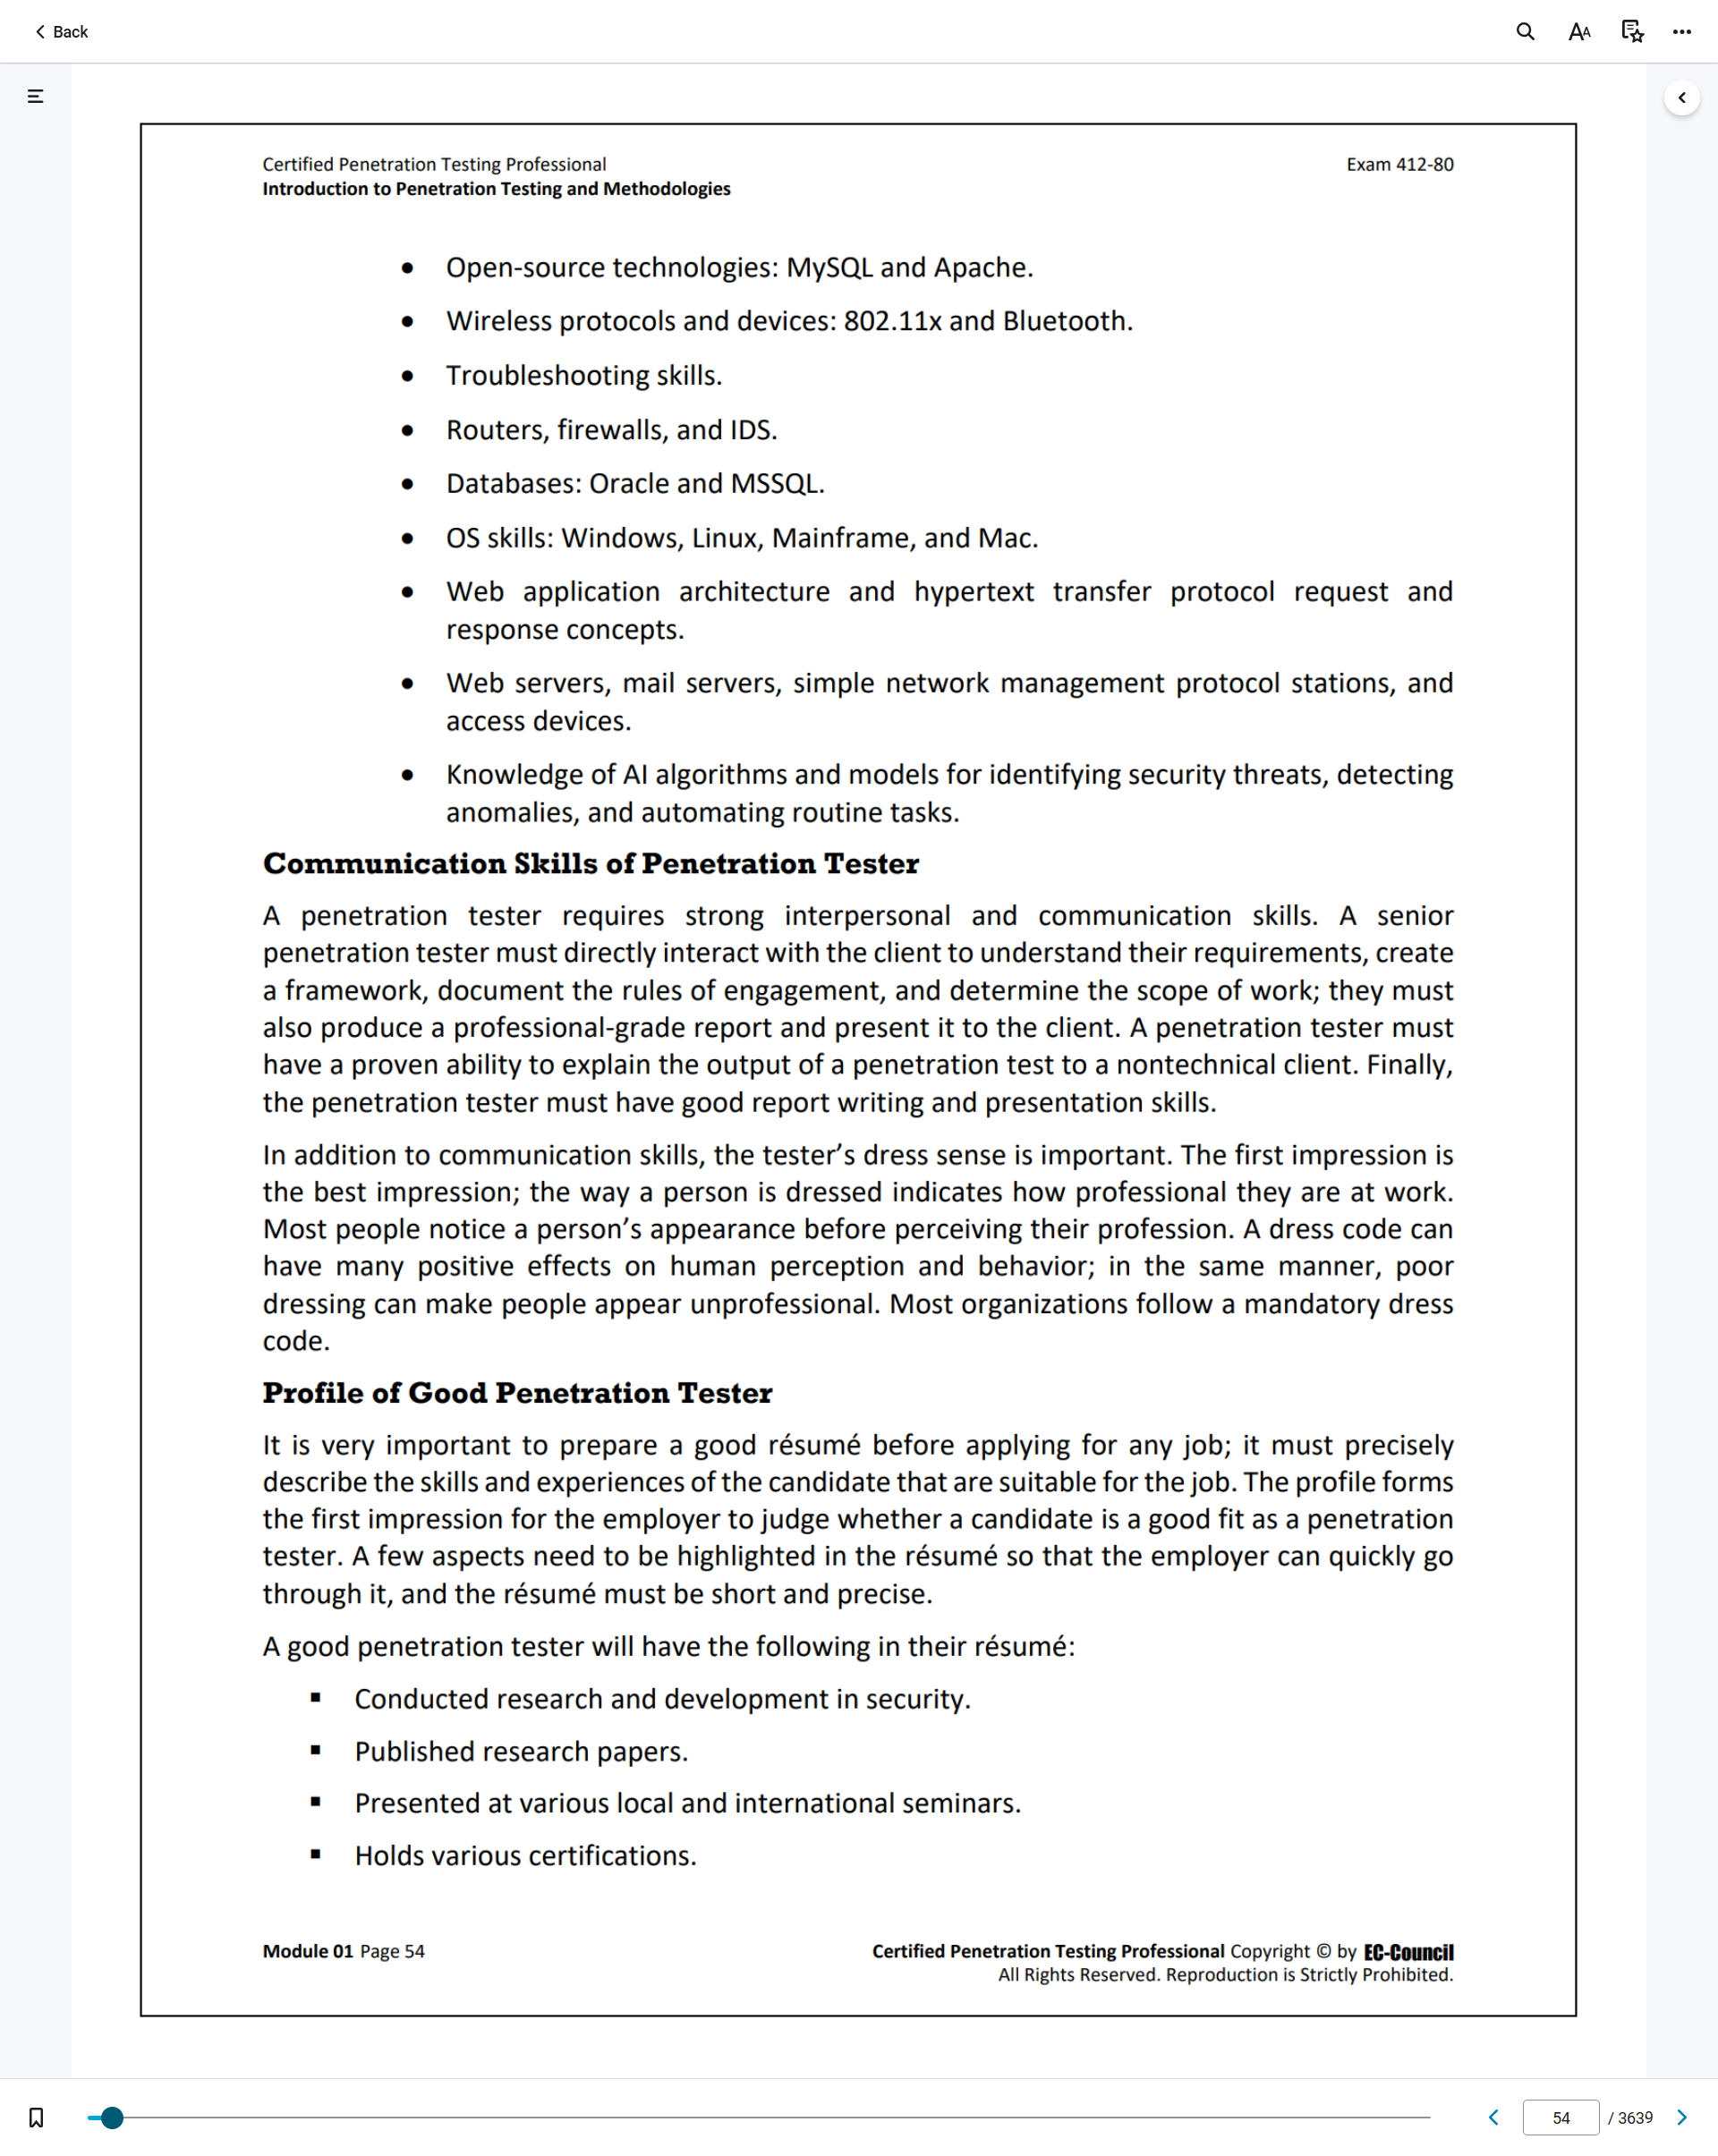 Back
Certified Penetration Testing Professional Exam 412-80
Introduction to Penetration Testing and Methodologies
• Open-source technologies: MySQL and Apache.
• Wireless protocols and devices: 802.11x and Bluetooth.
• Troubleshooting skills.
• Routers, firewalls, and IDS.
• Databases: Oracle and MSSQL.
• OS skills: Windows, Linux, Mainframe, and Mac.
• Web application architecture and hypertext transfer protocol request and
response concepts.
• Web servers, mail servers, simple network management protocol stations, and
access devices.
• Knowledge of AI algorithms and models for identifying security threats, detecting
anomalies, and automating routine tasks.
Communication Skills of Penetration Tester
A penetration tester requires strong interpersonal and communication skills. A senior
penetration tester must directly interact with the client to understand their requirements, create
a framework, document the rules of engagement, and determine the scope of work; they must
also produce a professional-grade report and present it to the client. A penetration tester must
have a proven ability to explain the output of a penetration test to a nontechnical client. Finally,
the penetration tester must have good report writing and presentation skills.
In addition to communication skills, the tester’s dress sense is important. The first impression is
the best impression; the way a person is dressed indicates how professional they are at work.
Most people notice a person’s appearance before perceiving their profession. A dress code can
have many positive effects on human perception and behavior; in the same manner, poor
dressing can make people appear unprofessional. Most organizations follow a mandatory dress
code.
Profile of Good Penetration Tester
It is very important to prepare a good résumé before applying for any job; it must precisely
describe the skills and experiences of the candidate that are suitable for the job. The profile forms
the first impression for the employer to judge whether a candidate is a good fit as a penetration
tester. A few aspects need to be highlighted in the résumé so that the employer can quickly go
through it, and the résumé must be short and precise.
A good penetration tester will have the following in their résumé:
▪ Conducted research and development in security.
▪ Published research papers.
▪ Presented at various local and international seminars.
▪ Holds various certifications.
Module 01 Page 54 Certified Penetration Testing Professional Copyright © by EC-Council
All Rights Reserved. Reproduction is Strictly Prohibited.
54 / 3639